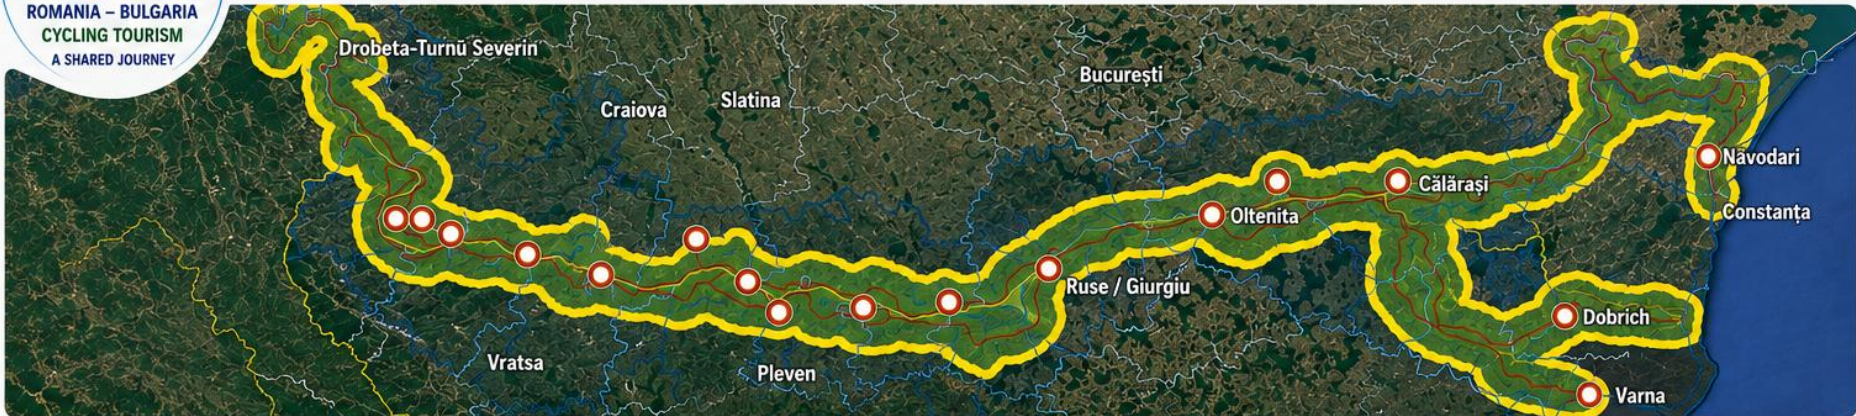 ROMANIA – BULGARIA
CYCLING TOURISM
A SHARED JOURNEY
Drobeta-Turnū Severin
București
Craiova
Slatina
Năvodari
Călărași
Constanța
Oltenita
Ruse / Giurgiu
Dobrich
Vratsa
Pleven
Varna